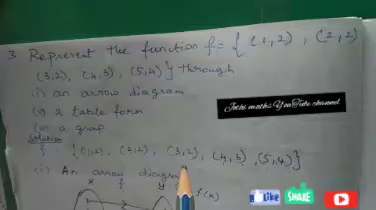 3 Represent the function f = { (1,2) , (2,2)
(3,2), (4,3) , (5,4) } through
(i) an arrow diagram
(ii) a table form
(iii) a grap
Jothi maths YouTube channel
Solution
f : { (1,2), (2,2), (3,2), (4,3), (5,4) }
(i) An arrow diagram
x f y f(x)
Like SHARE